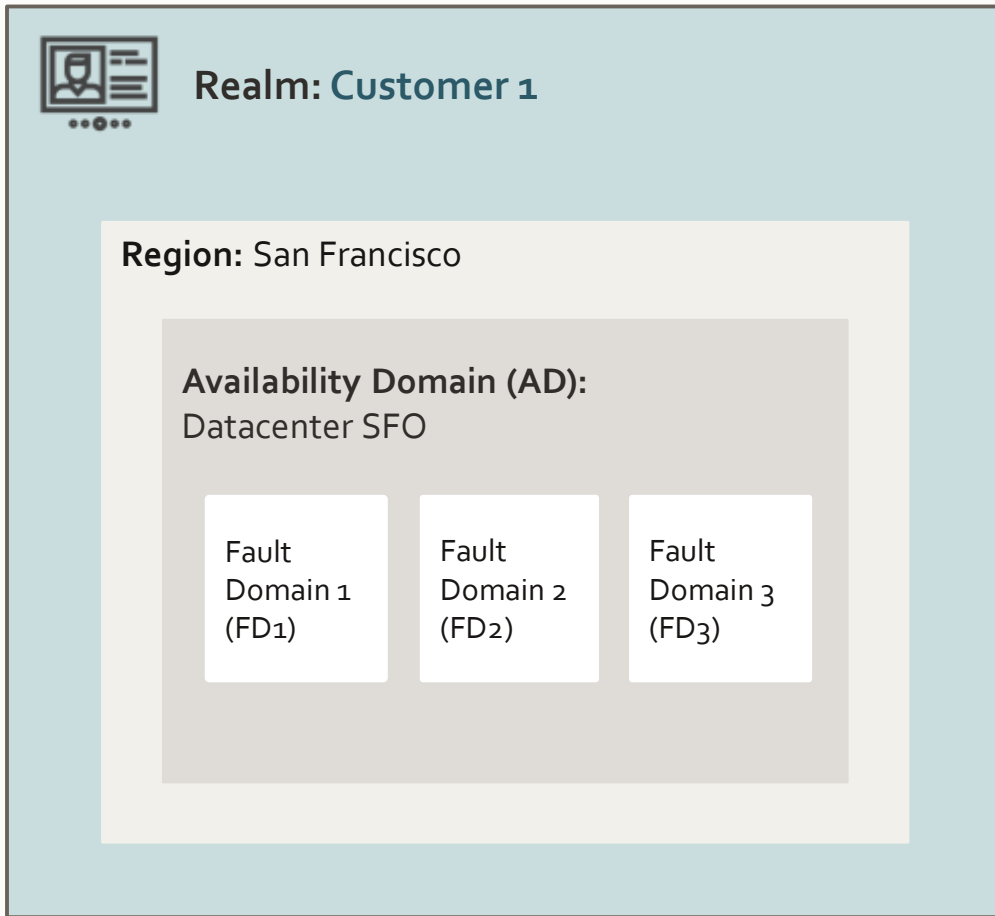 Realm: Customer 1
Region: San Francisco
Availability Domain (AD):
Datacenter SFO
Fault
Domain 1
(FD1)
Fault
Domain 2
(FD2)
Fault
Domain 3
(FD3)